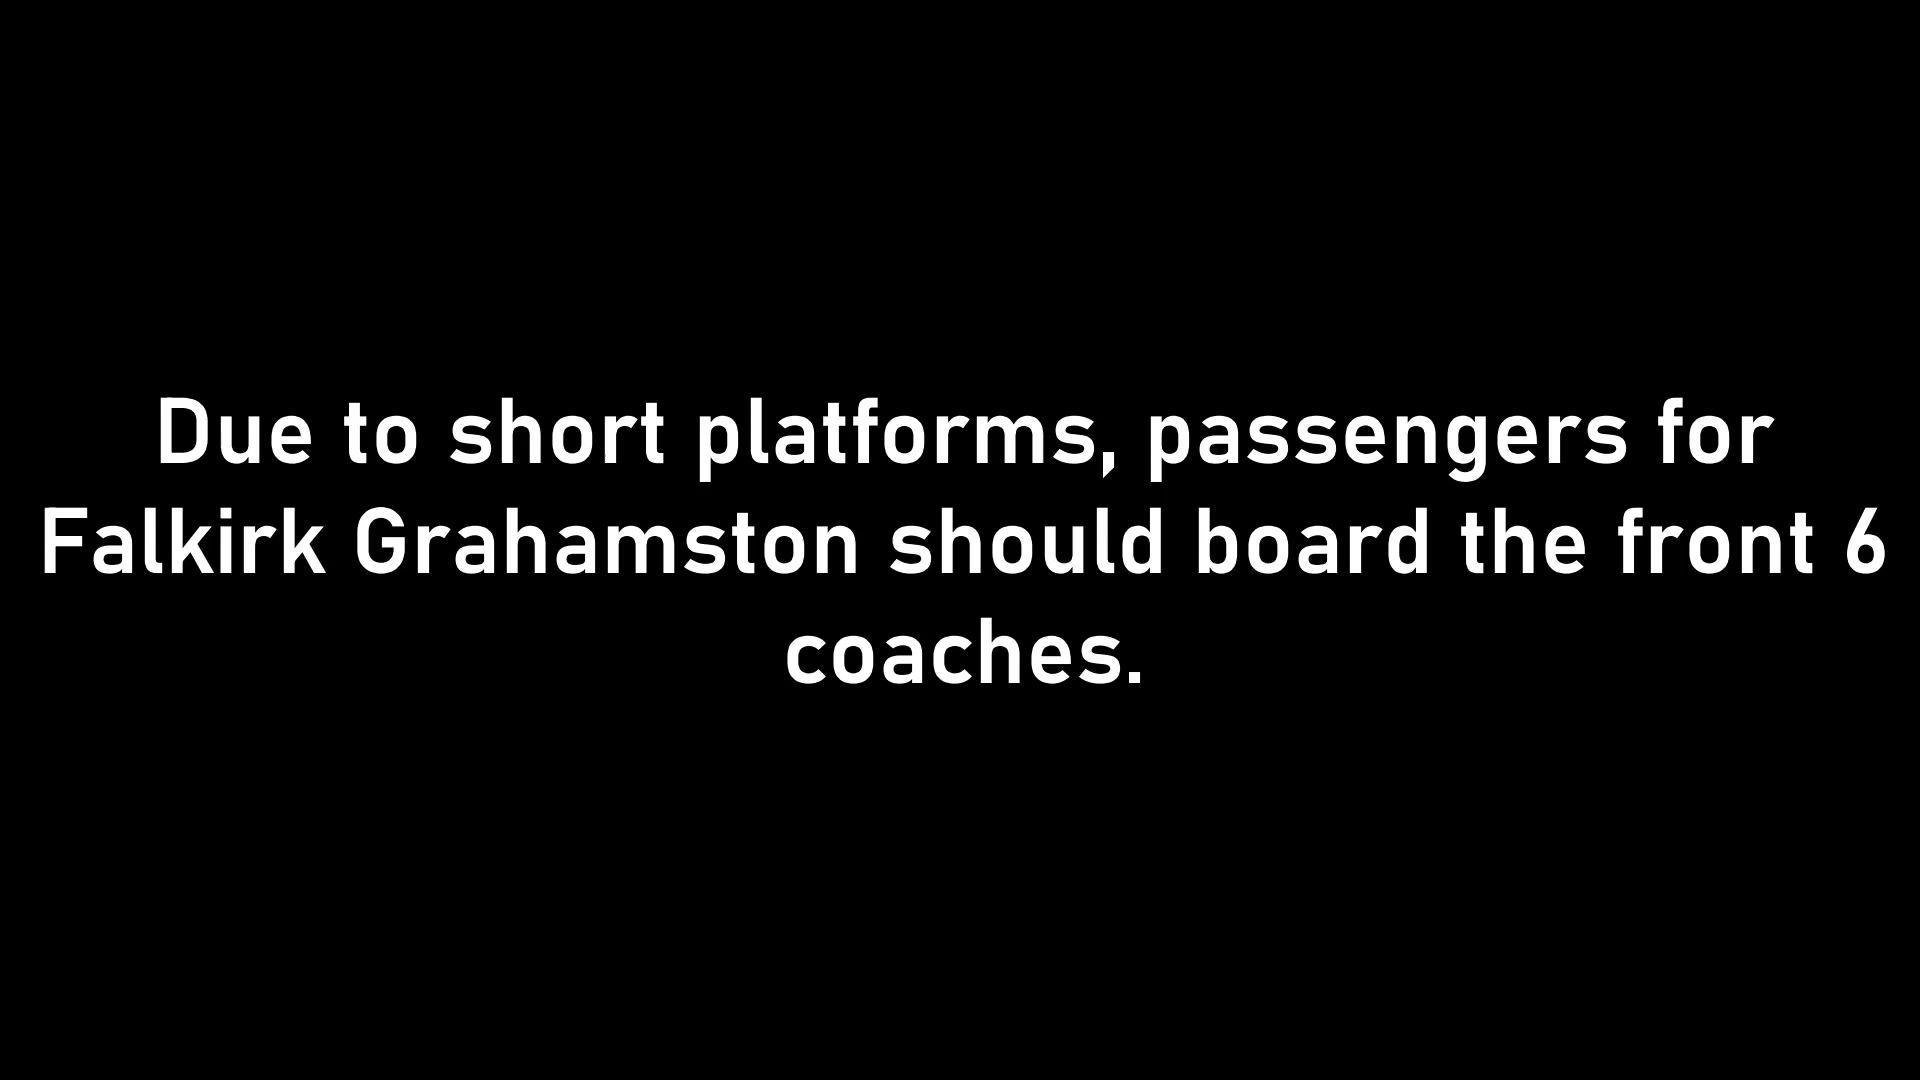 Due to short platforms, passengers for
Falkirk Grahamston should board the front 6
coaches.